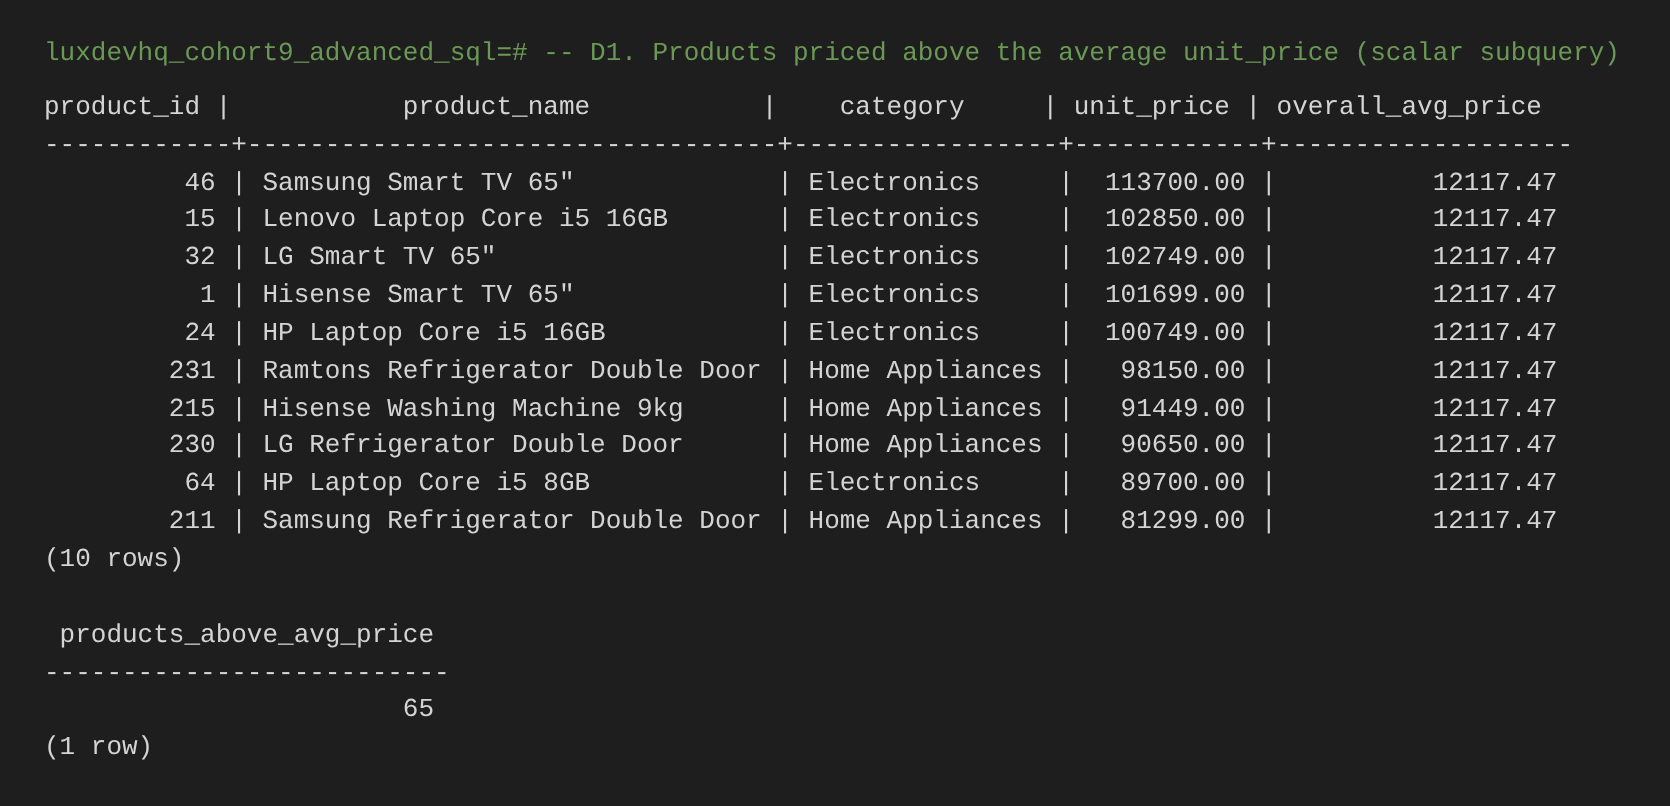 luxdevhq_cohort9_advanced_sql=# -- D1. Products priced above the average unit_price (scalar subquery)
product_id |           product_name           |    category     | unit_price | overall_avg_price
------------+----------------------------------+-----------------+------------+-------------------
         46 | Samsung Smart TV 65"             | Electronics     |  113700.00 |          12117.47
         15 | Lenovo Laptop Core i5 16GB       | Electronics     |  102850.00 |          12117.47
         32 | LG Smart TV 65"                  | Electronics     |  102749.00 |          12117.47
          1 | Hisense Smart TV 65"             | Electronics     |  101699.00 |          12117.47
         24 | HP Laptop Core i5 16GB           | Electronics     |  100749.00 |          12117.47
        231 | Ramtons Refrigerator Double Door | Home Appliances |   98150.00 |          12117.47
        215 | Hisense Washing Machine 9kg      | Home Appliances |   91449.00 |          12117.47
        230 | LG Refrigerator Double Door      | Home Appliances |   90650.00 |          12117.47
         64 | HP Laptop Core i5 8GB            | Electronics     |   89700.00 |          12117.47
        211 | Samsung Refrigerator Double Door | Home Appliances |   81299.00 |          12117.47
(10 rows)

 products_above_avg_price
--------------------------
                       65
(1 row)